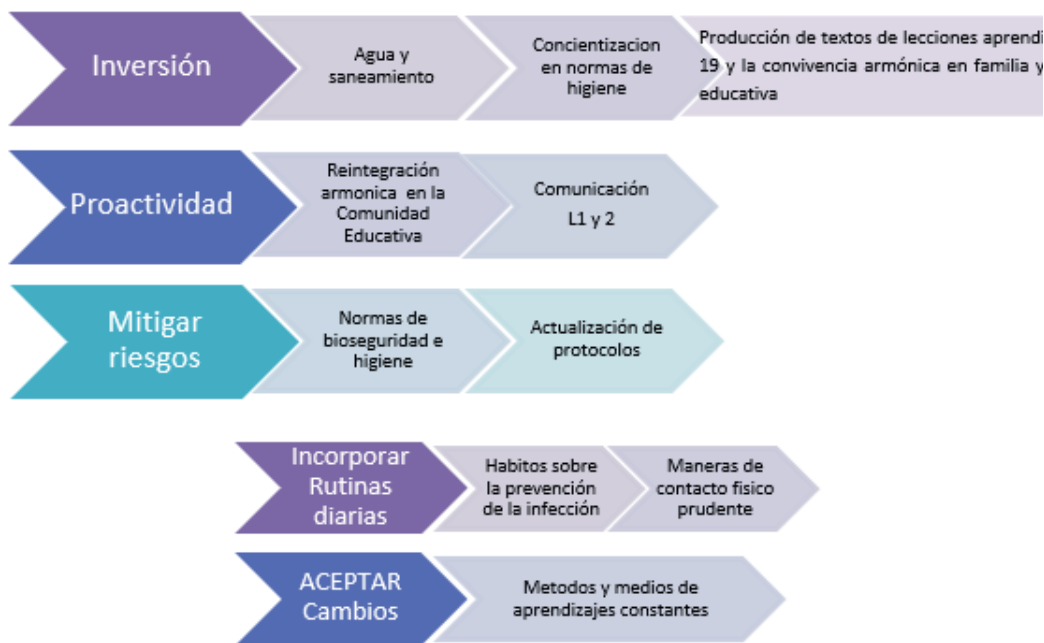 Inversión
Agua y
saneamiento
Concientizacion
en normas de
higiene
Producción de textos de lecciones
19 y la convivencia armónica en familia y
educativa
Proactividad
Reintegración
armonica en la
Comunidad
Educativa
Comunicación
L1 y 2
Mitigar
riesgos
Normas de
bioseguridad e
higiene
Actualización de
protocolos
Incorporar
Rutinas
diarias
Habitos sobre
la prevención
de la infección
Maneras de
contacto fisico
prudente
ACEPTAR
Cambios
Metodos y medios de
aprendizajes constantes